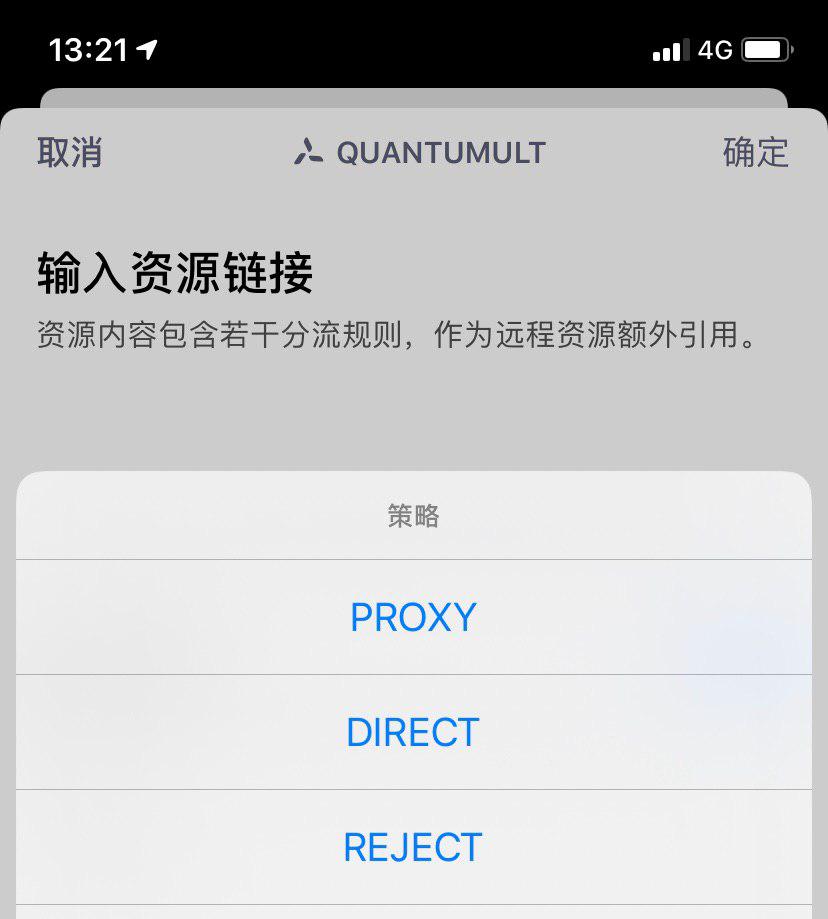 13:21 4G
取消 QUANTUMULT 确定
输入资源链接
资源内容包含若干分流规则，作为远程资源额外引用。
策略
PROXY
DIRECT
REJECT